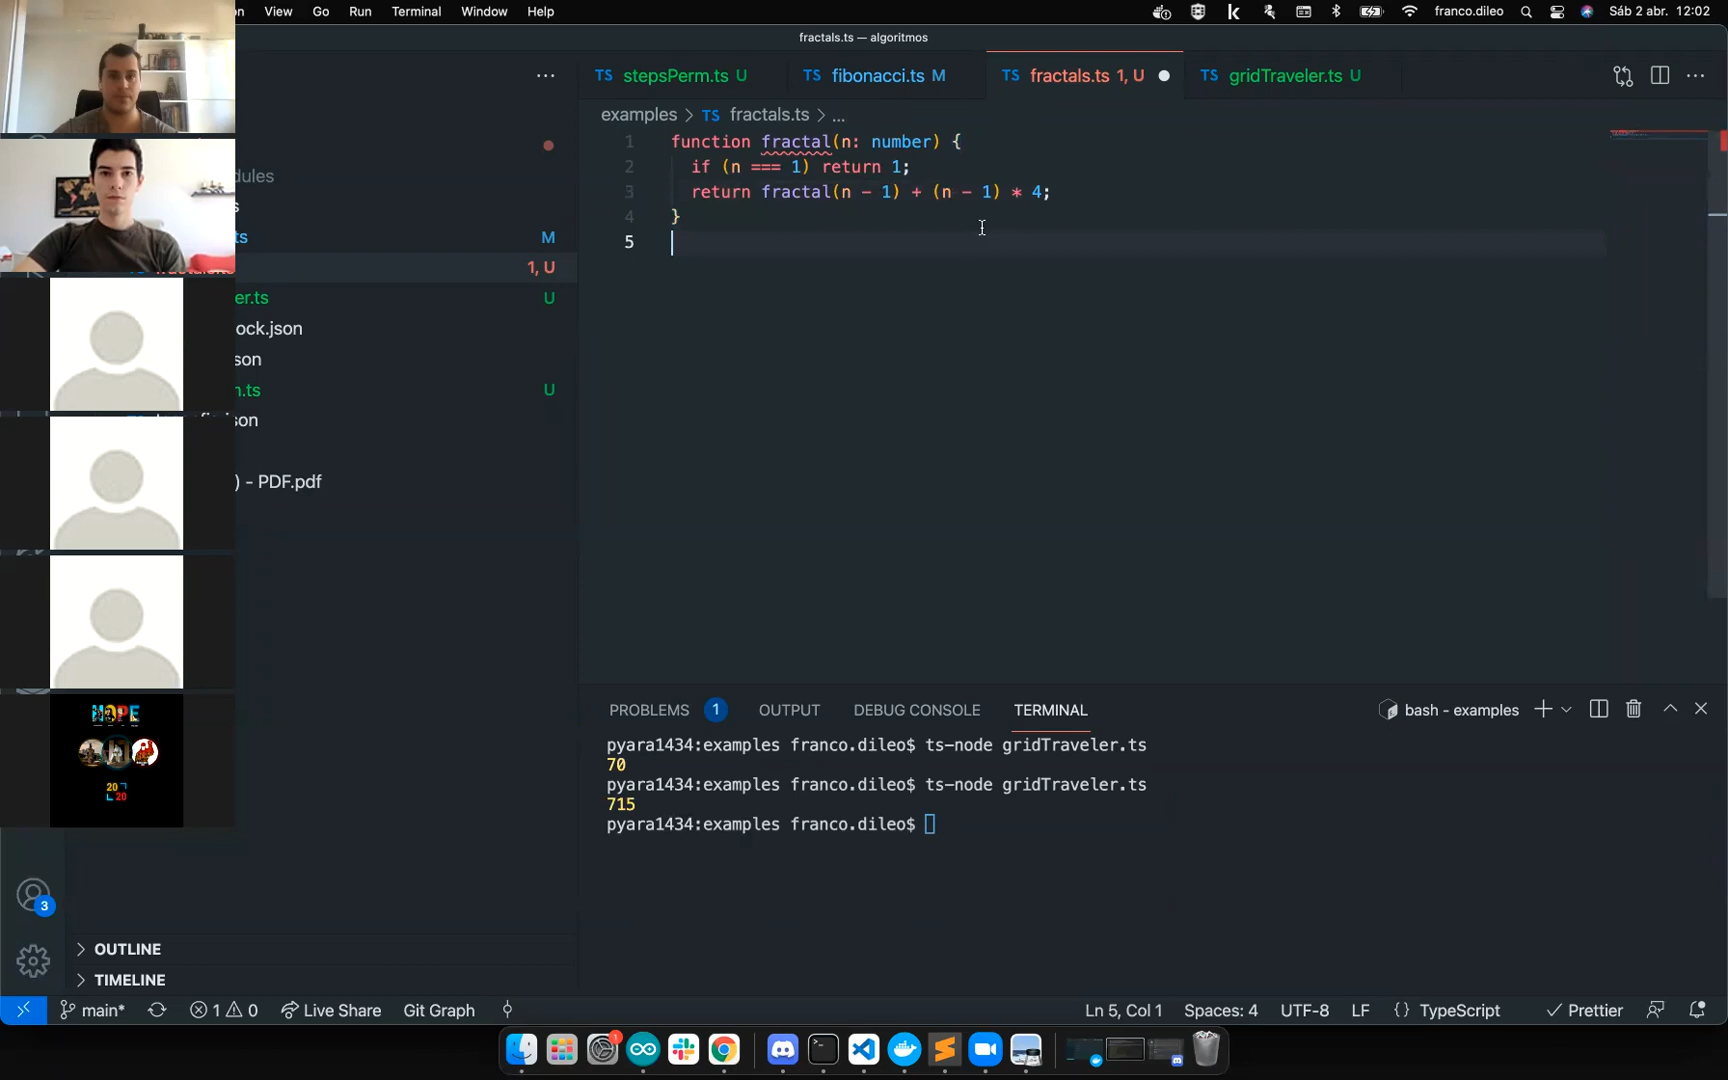 on View Go Run Terminal Window Help
franco.dileo Sáb 2 abr. 12:02
fractals.ts — algoritmos
TS stepsPerm.ts U TS fibonacci.ts M TS fractals.ts 1, U TS gridTraveler.ts U
examples > TS fractals.ts > ...
1 function fractal(n: number) {
2 if (n === 1) return 1;
3 return fractal(n - 1) + (n - 1) * 4;
4 }
5
dules
s
ts M
1, U
er.ts U
ock.json
son
n.ts U
son
) - PDF.pdf
HOPE
20
20
PROBLEMS 1 OUTPUT DEBUG CONSOLE TERMINAL
bash - examples
pyara1434:examples franco.dileo$ ts-node gridTraveler.ts
70
pyara1434:examples franco.dileo$ ts-node gridTraveler.ts
715
pyara1434:examples franco.dileo$
3
OUTLINE
TIMELINE
main* 1 0 Live Share Git Graph
Ln 5, Col 1 Spaces: 4 UTF-8 LF {} TypeScript Prettier
1